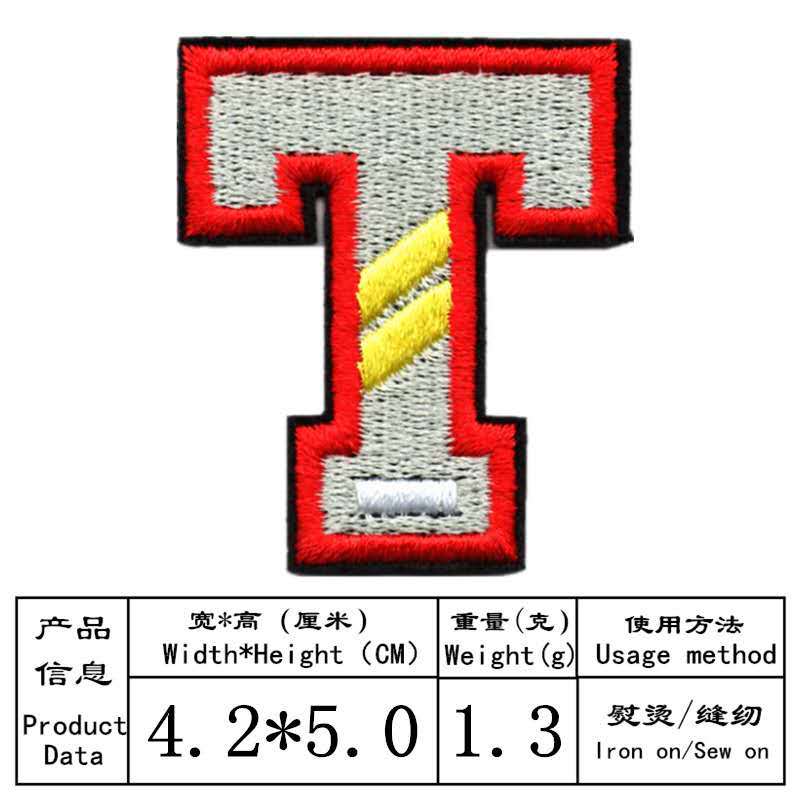 T
产品
信息
Product
Data
宽*高 (厘米)
Width*Height (CM)
重量(克)
Weight(g)
使用方法
Usage method
4.2*5.0
1.3
熨烫/缝纫
Iron on/Sew on